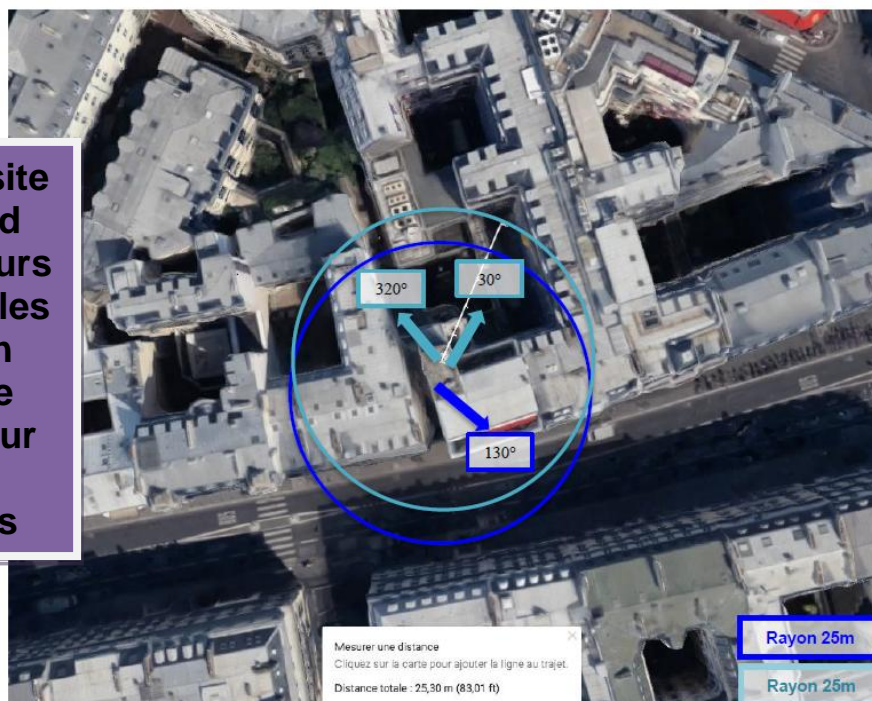 site
d
urs
les
n
e
ur
s
320°
30°
130°
Mesurer une distance
Cliquez sur la carte pour ajouter la ligne au trajet.
Distance totale : 25,30 m (83,01 ft)
Rayon 25m
Rayon 25m